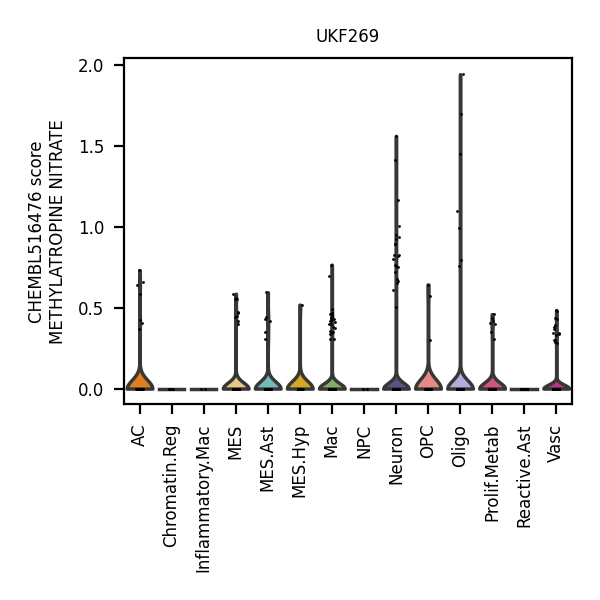 UKF269
CHEMBL516476 score
METHYLATROPINE NITRATE
2.0
1.5
1.0
0.5
0.0
AC
Chromatin.Reg
Inflammatory.Mac
MES
MES.Ast
MES.Hyp
Mac
NPC
Neuron
OPC
Oligo
Prolif.Metab
Reactive.Ast
Vasc